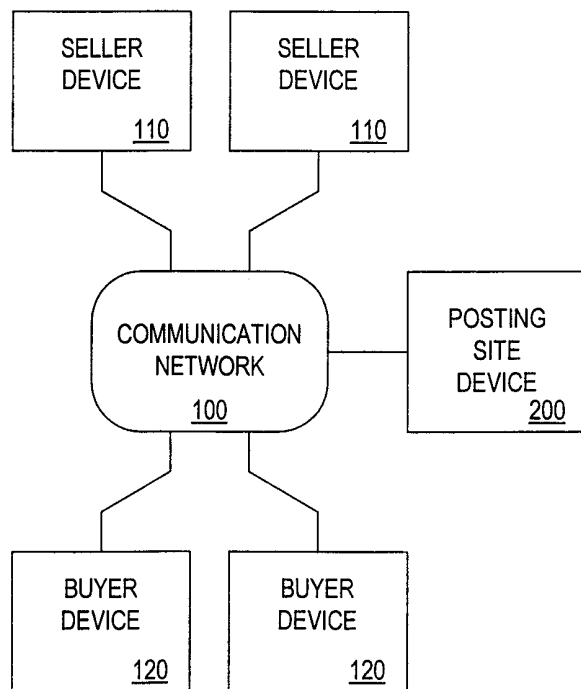 SELLER
DEVICE
110
SELLER
DEVICE
110
COMMUNICATION
NETWORK
100
POSTING
SITE
DEVICE
200
BUYER
DEVICE
120
BUYER
DEVICE
120